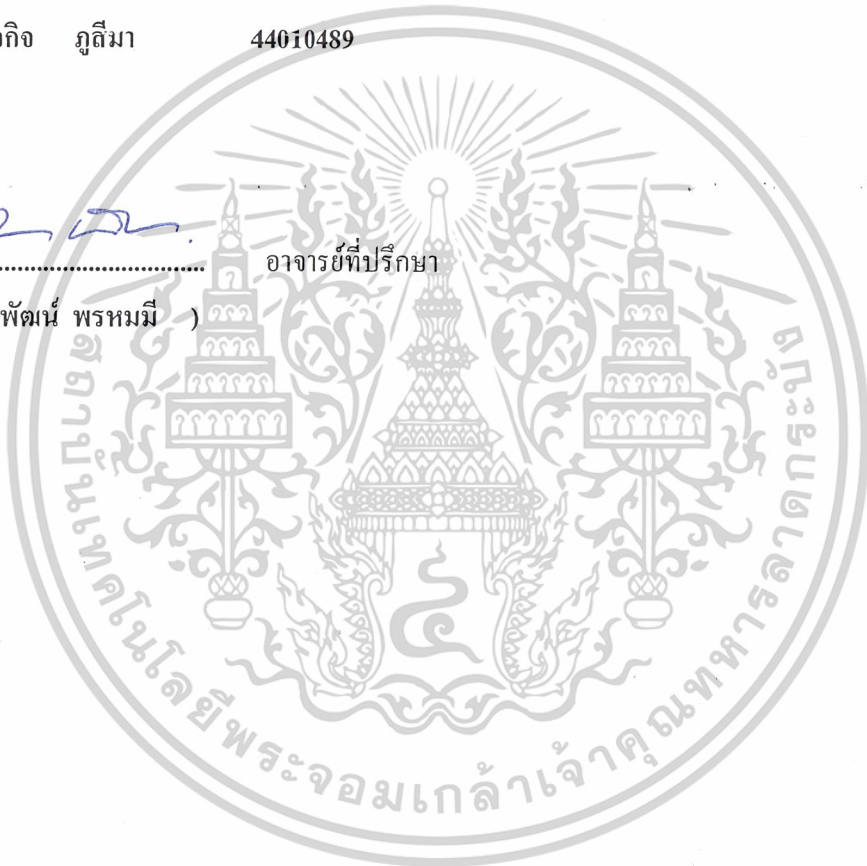 ภูสีมา 44010489
อาจารย์ที่ปรึกษา
พัฒน์ พรหมมี )
สถาบันเทคโนโลยีพระจอมเกล้าเจ้าคุณทหารลาดกระบัง
๔